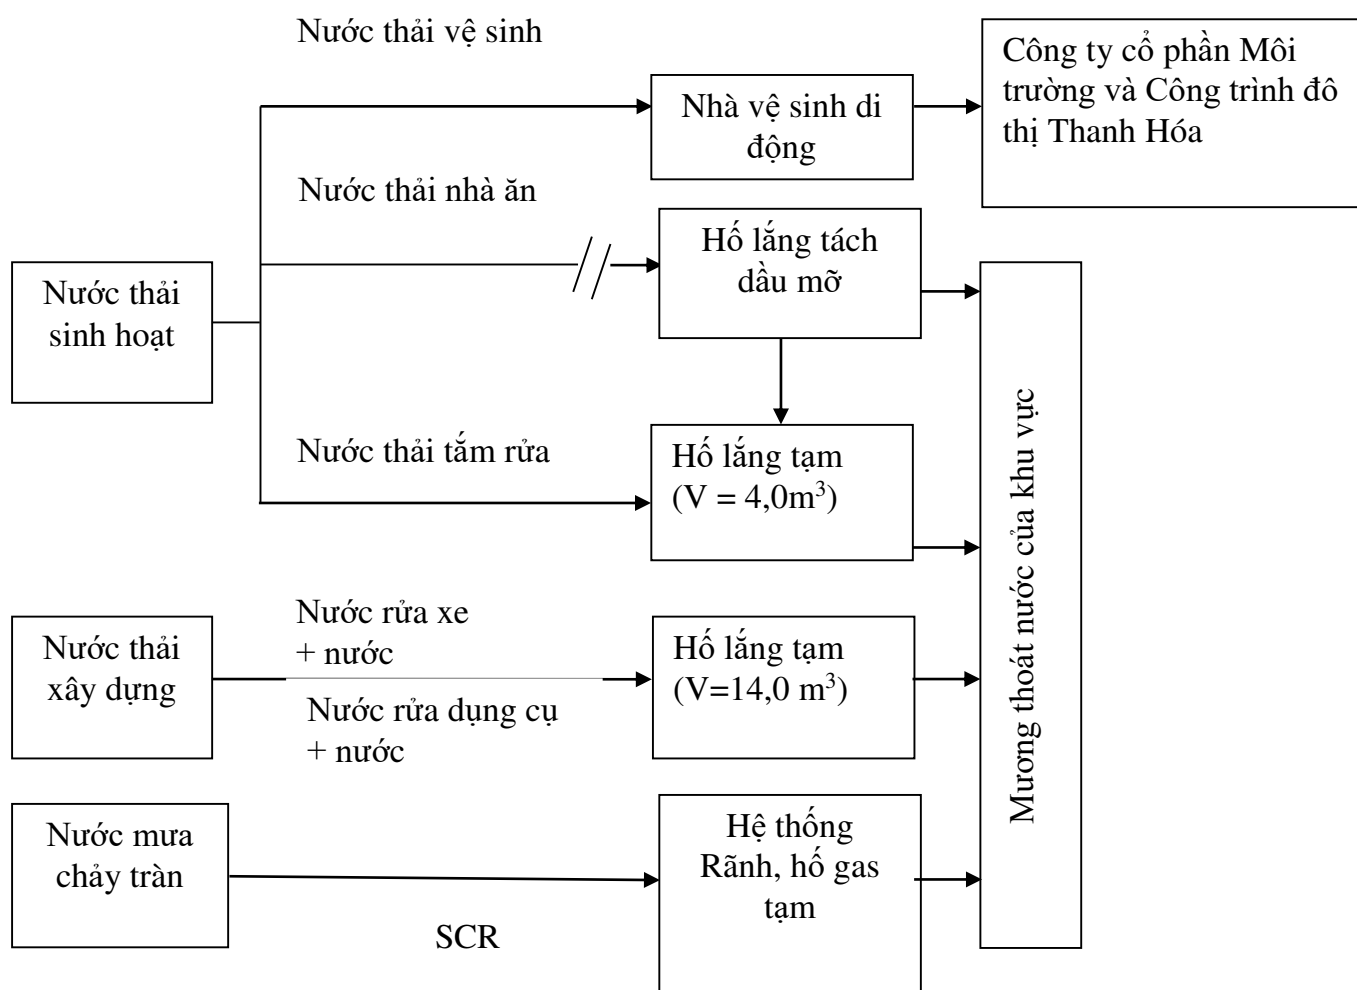 Nước thải vệ sinh
Nhà vệ sinh di
động
Công ty cổ phần Môi
trường và Công trình đô
thị Thanh Hóa
Nước thải nhà ăn
Hố lắng tách
dầu mỡ
Nước thải
sinh hoạt
Nước thải tắm rửa
Hố lắng tạm
(V = 4,0m³)
Mương thoát nước của khu vực
Nước thải
xây dựng
Nước rửa xe
+ nước
Nước rửa dụng cụ
+ nước
Hố lắng tạm
(V=14,0 m³)
Nước mưa
chảy tràn
SCR
Hệ thống
Rãnh, hố gas
tạm